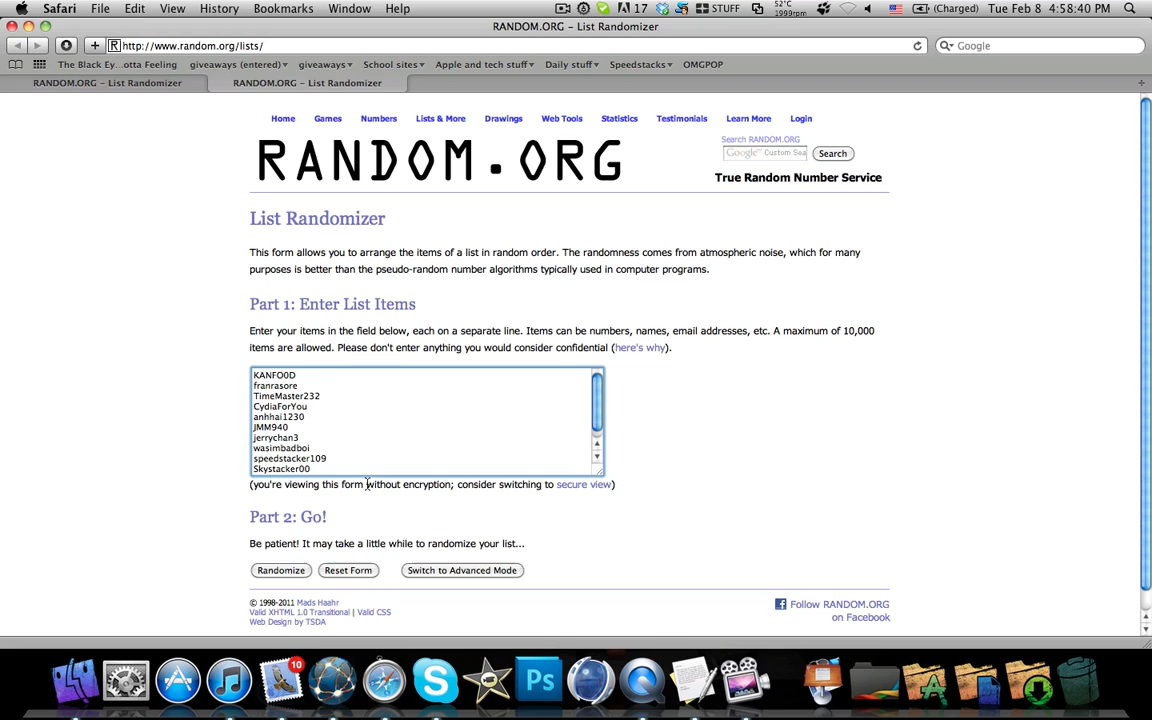 Safari File Edit View History Bookmarks Window Help
17 STUFF 52°C 1999rpm (Charged) Tue Feb 8 4:58:40 PM
RANDOM.ORG – List Randomizer
R http://www.random.org/lists/ Google
The Black Ey...otta Feeling giveaways (entered) giveaways School sites Apple and tech stuff Daily stuff Speedstacks OMGPOP
RANDOM.ORG – List Randomizer RANDOM.ORG – List Randomizer
Home Games Numbers Lists & More Drawings Web Tools Statistics Testimonials Learn More Login
RANDOM.ORG
Search RANDOM.ORG
Google™ Custom Sea Search
True Random Number Service
List Randomizer
This form allows you to arrange the items of a list in random order. The randomness comes from atmospheric noise, which for many
purposes is better than the pseudo-random number algorithms typically used in computer programs.
Part 1: Enter List Items
Enter your items in the field below, each on a separate line. Items can be numbers, names, email addresses, etc. A maximum of 10,000
items are allowed. Please don't enter anything you would consider confidential (here's why).
KANFO0D
franrasore
TimeMaster232
CydiaForYou
anhhai1230
JMM940
jerrychan3
wasimbadboi
speedstacker109
Skystacker00
(you're viewing this form without encryption; consider switching to secure view)
Part 2: Go!
Be patient! It may take a little while to randomize your list...
Randomize Reset Form Switch to Advanced Mode
© 1998-2011 Mads Haahr
Valid XHTML 1.0 Transitional | Valid CSS
Web Design by TSDA
Follow RANDOM.ORG
on Facebook
10
Ps